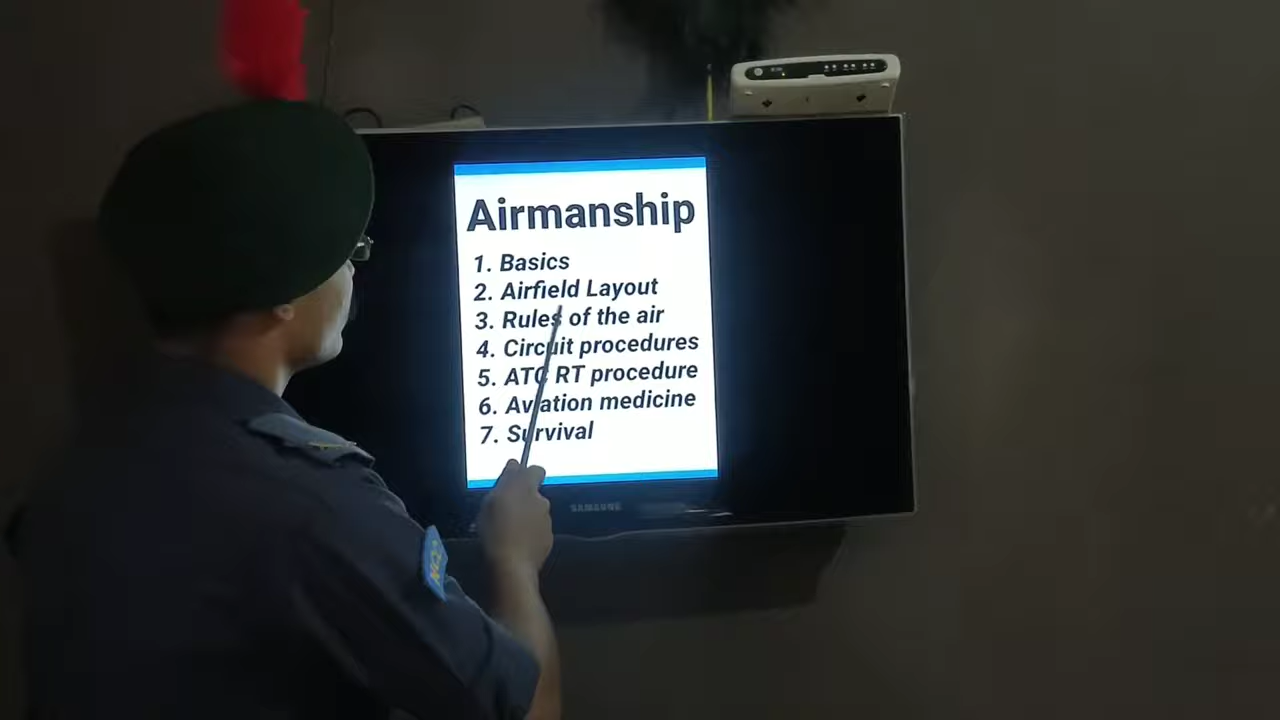 Airmanship
1. Basics
2. Airfield Layout
3. Rules of the air
4. Circuit procedures
5. ATC RT procedure
6. Aviation medicine
7. Survival
SAMSUNG
NCC